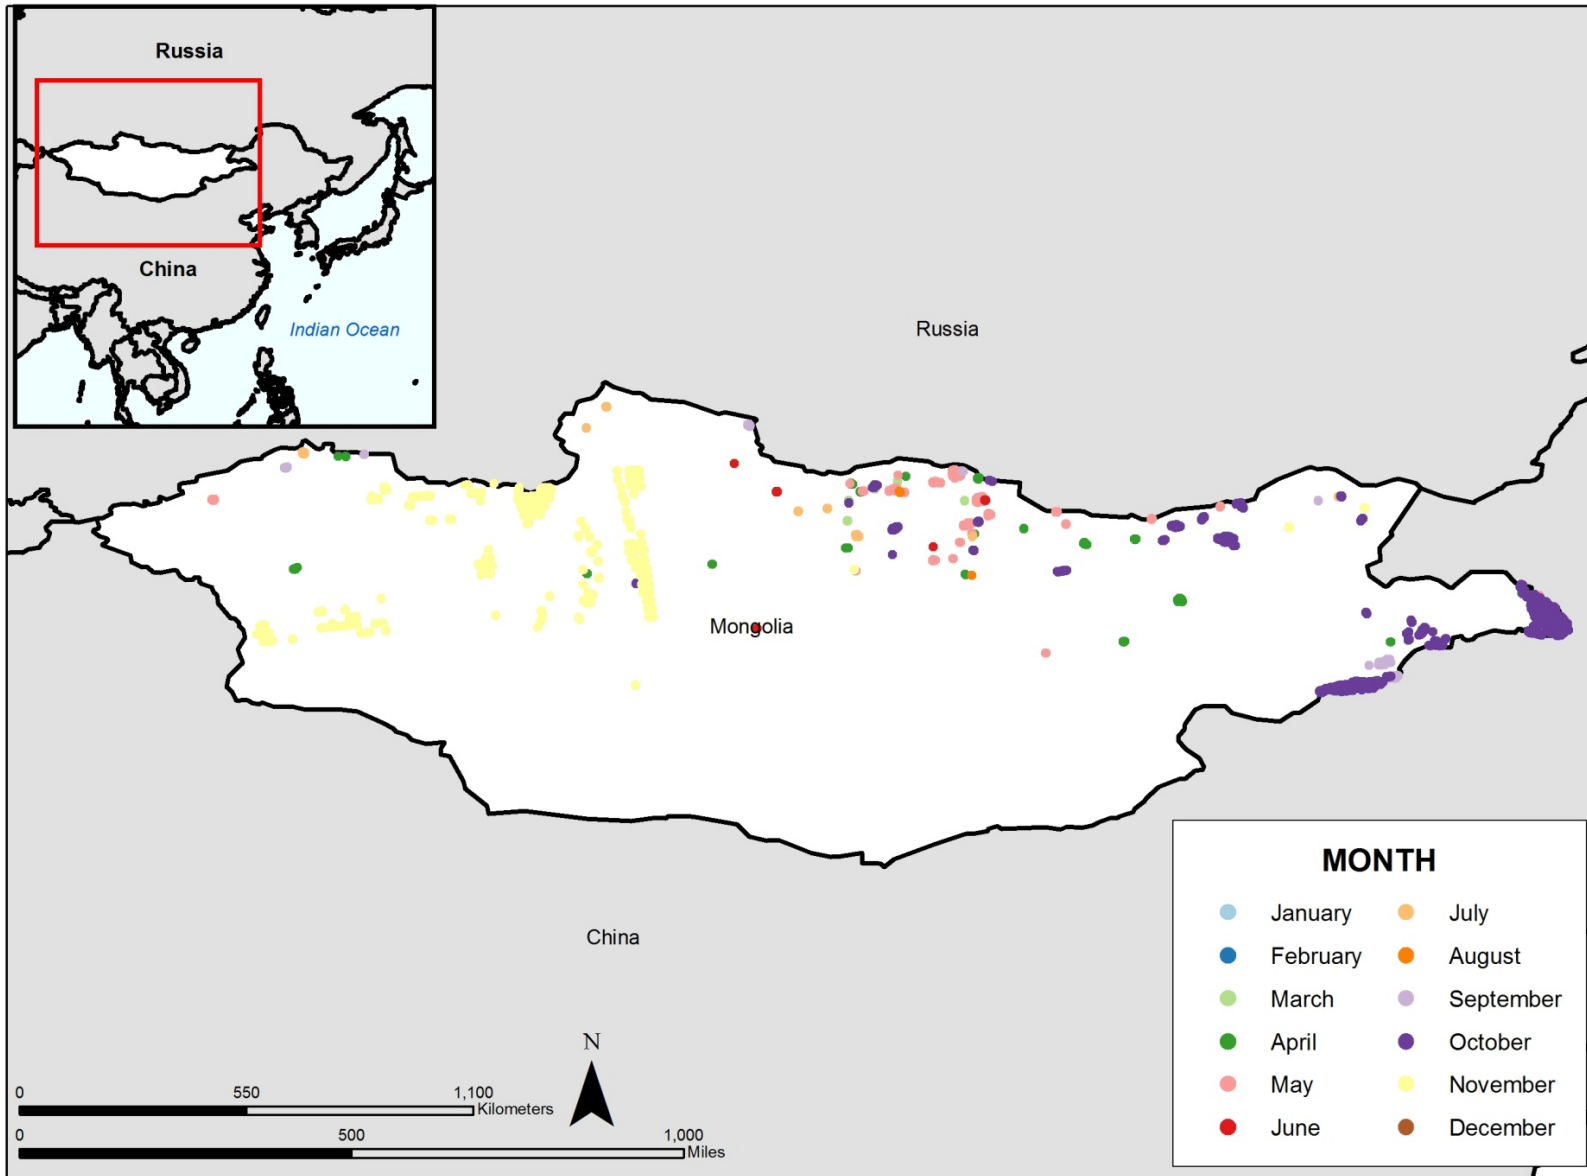 Russia
China
Indian Ocean
Russia
Mongolia
China
N
0 550 1,100
Kilometers
0 500 1,000
Miles
MONTH
January July
February August
March September
April October
May November
June December